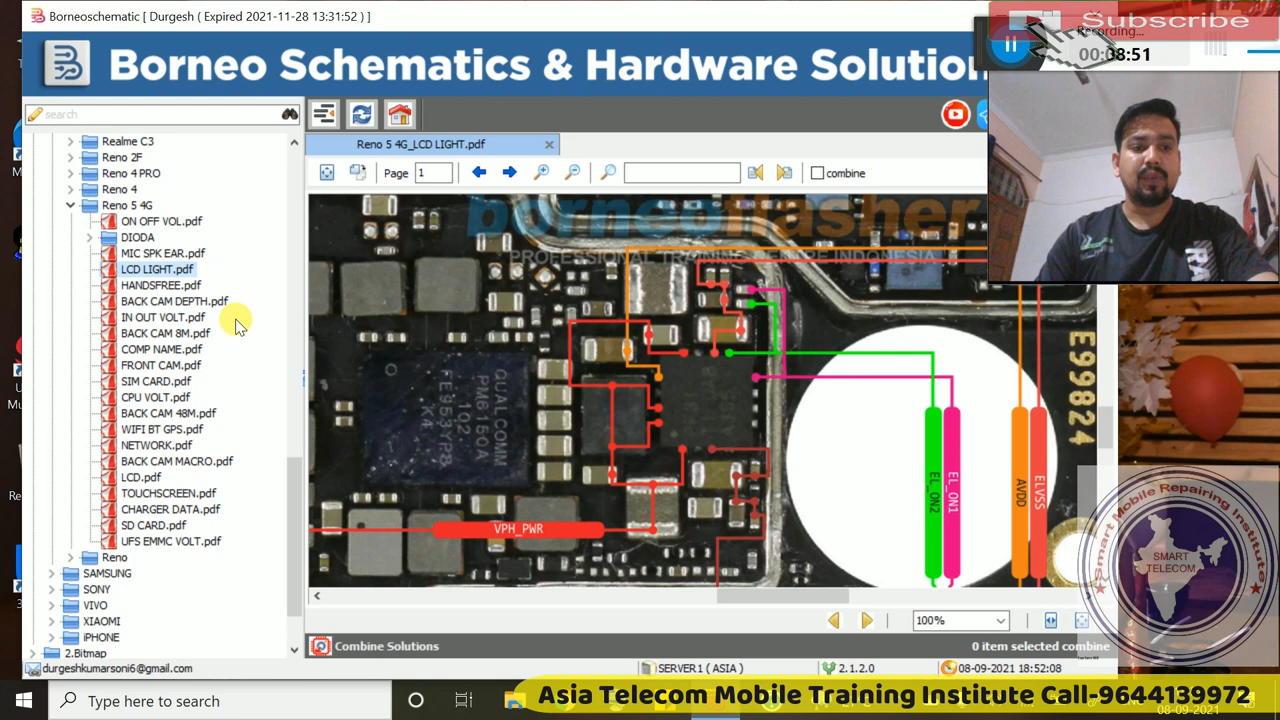 Borneoschematic [ Durgesh ( Expired 2021-11-28 13:31:52 ) ]
Subscribe
Recording...
00:08:51
Borneo Schematics & Hardware Solution
search
Reno 5 4G_LCD LIGHT.pdf
Page 1
combine
Realme C3
Reno 2F
Reno 4 PRO
Reno 4
Reno 5 4G
ON OFF VOL.pdf
DIODA
MIC SPK EAR.pdf
LCD LIGHT.pdf
HANDSFREE.pdf
BACK CAM DEPTH.pdf
IN OUT VOLT.pdf
BACK CAM 8M.pdf
COMP NAME.pdf
FRONT CAM.pdf
SIM CARD.pdf
CPU VOLT.pdf
BACK CAM 48M.pdf
WIFI BT GPS.pdf
NETWORK.pdf
BACK CAM MACRO.pdf
LCD.pdf
TOUCHSCREEN.pdf
CHARGER DATA.pdf
SD CARD.pdf
UFS EMMC VOLT.pdf
Reno
SAMSUNG
SONY
VIVO
XIAOMI
iPHONE
2.Bitmap
borneoflasher
PROFESSIONAL TRAINING CENTRE INDONESIA
QUALCOMM
PM6150A
102
FE953YP8
K4
VPH_PWR
EL_ON2
EL_ON1
AVDD
ELVSS
E99824
100%
Combine Solutions
0 item selected combine
durgeshkumarsoni6@gmail.com
SERVER1 ( ASIA )
2.1.2.0
08-09-2021 18:52:08
Smart Mobile Repairing Institute
SMART
TELECOM
Type here to search
Asia Telecom Mobile Training Institute Call-9644139972
08-09-2021